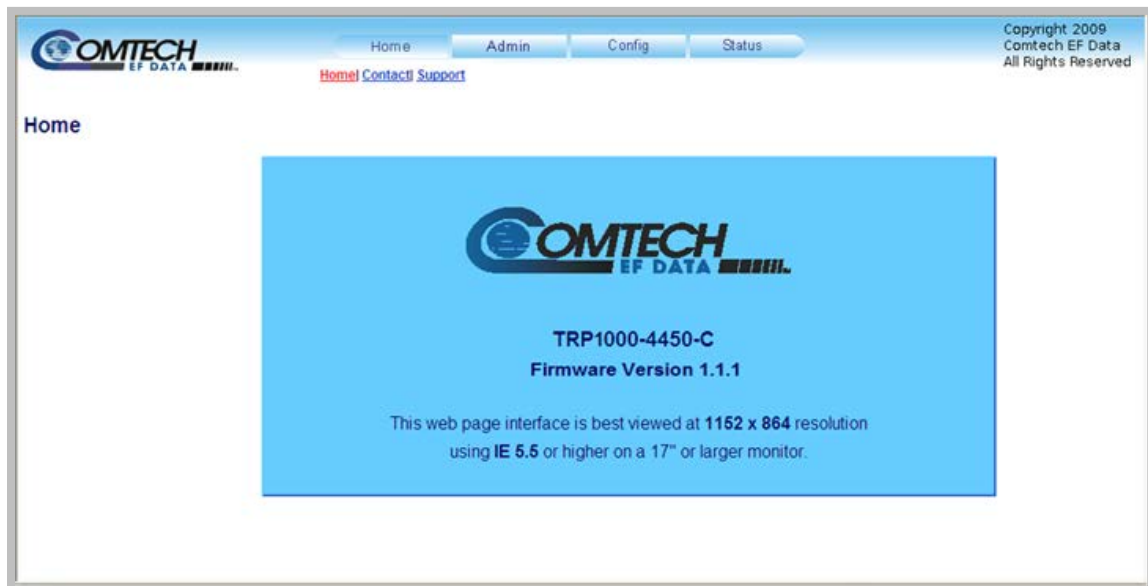 COMTECH
EF DATA
Home Admin Config Status
Home| Contact| Support
Copyright 2009
Comtech EF Data
All Rights Reserved
Home
COMTECH
EF DATA
TRP1000-4450-C
Firmware Version 1.1.1
This web page interface is best viewed at 1152 x 864 resolution
using IE 5.5 or higher on a 17" or larger monitor.